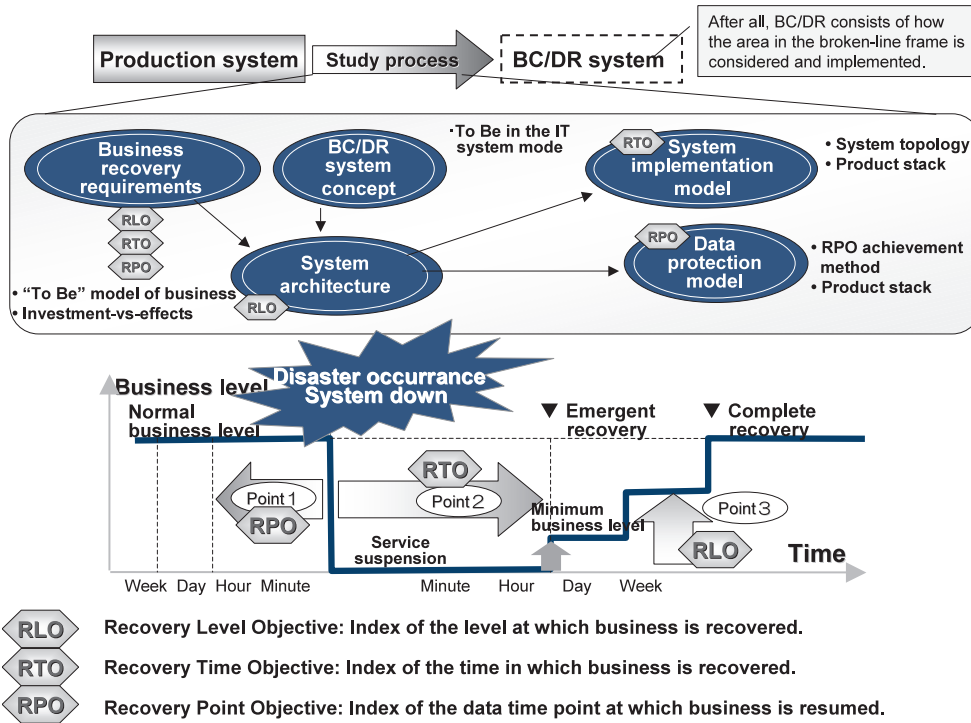 Production system
Study process
BC/DR system
After all, BC/DR consists of how
the area in the broken-line frame is
considered and implemented.
Business
recovery
requirements
BC/DR
system
concept
·To Be in the IT
system mode
RTO
System
implementation
model
• System topology
• Product stack
RLO
RTO
RPO
System
architecture
RLO
RPO
Data
protection
model
• RPO achievement
method
• Product stack
• “To Be” model of business
• Investment-vs-effects
Disaster occurrance
System down
Business level
Normal
business level
▼ Emergent
recovery
▼ Complete
recovery
Point 1
RPO
RTO
Point 2
Minimum
business level
Point 3
RLO
Service
suspension
Time
Week Day Hour Minute Minute Hour Day Week
RLO Recovery Level Objective: Index of the level at which business is recovered.
RTO Recovery Time Objective: Index of the time in which business is recovered.
RPO Recovery Point Objective: Index of the data time point at which business is resumed.